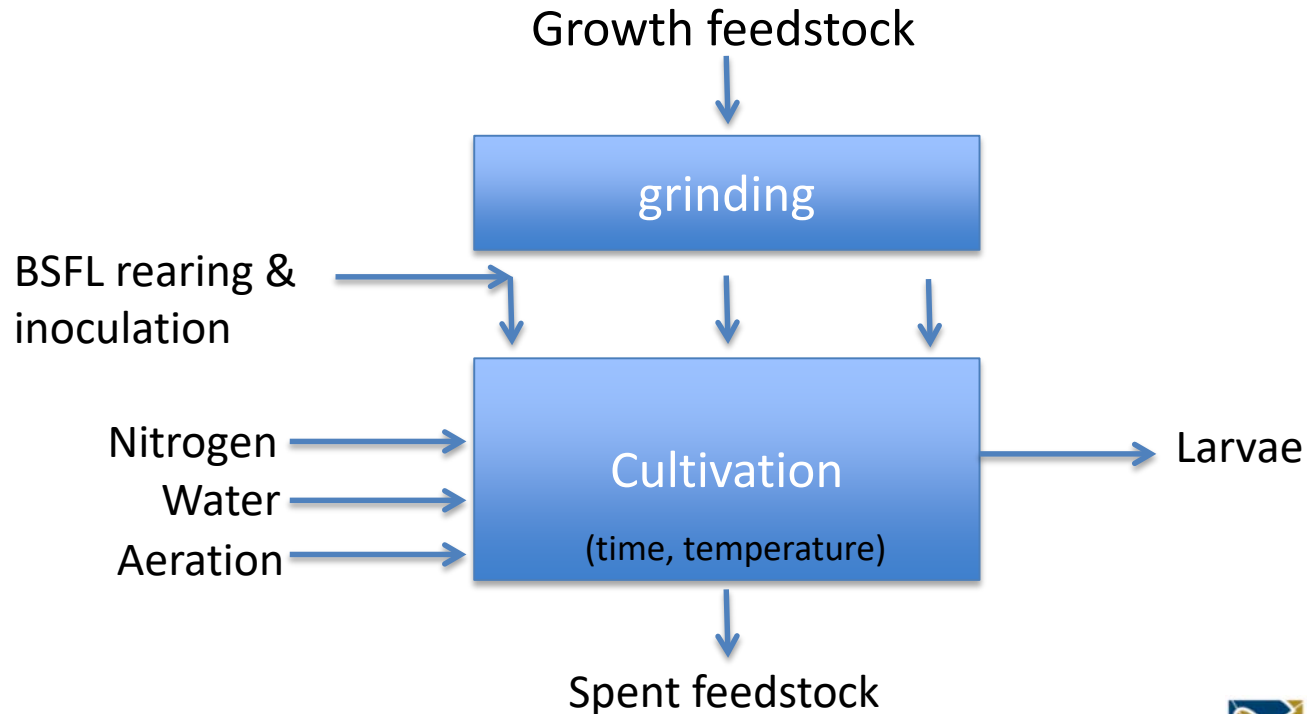 Growth feedstock
grinding
BSFL rearing &
inoculation
Nitrogen
Water
Aeration
Cultivation
(time, temperature)
Larvae
Spent feedstock